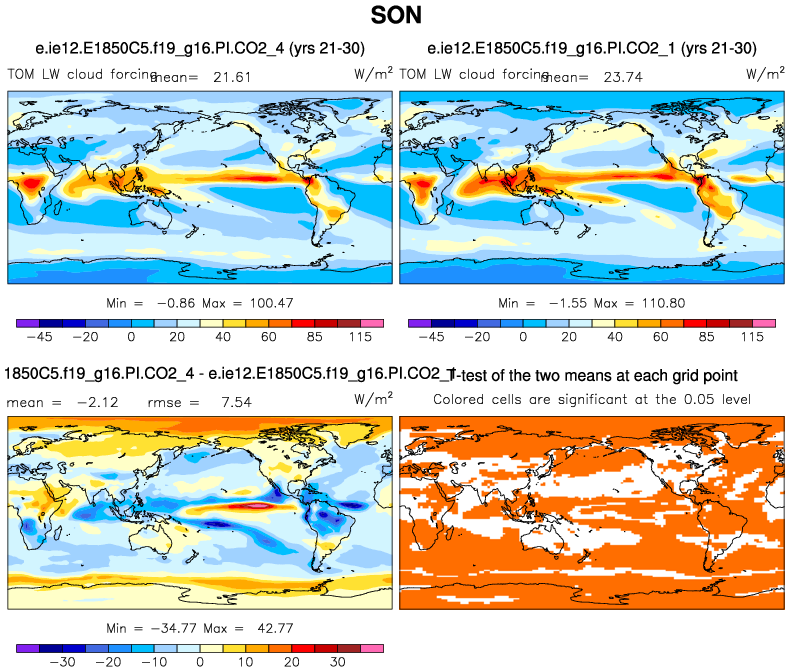 SON
e.ie12.E1850C5.f19_g16.PI.CO2_4 (yrs 21-30)
e.ie12.E1850C5.f19_g16.PI.CO2_1 (yrs 21-30)
TOM LW cloud forcing mean= 21.61 W/m²
TOM LW cloud forcing mean= 23.74 W/m²
Min = −0.86 Max = 100.47
Min = −1.55 Max = 110.80
−45 −20 0 20 40 60 85 115
−45 −20 0 20 40 60 85 115
1850C5.f19_g16.PI.CO2_4 - e.ie12.E1850C5.f19_g16.PI.CO2_1
T-test of the two means at each grid point
mean = −2.12 rmse = 7.54 W/m²
Colored cells are significant at the 0.05 level
Min = −34.77 Max = 42.77
−30 −20 −10 0 10 20 30